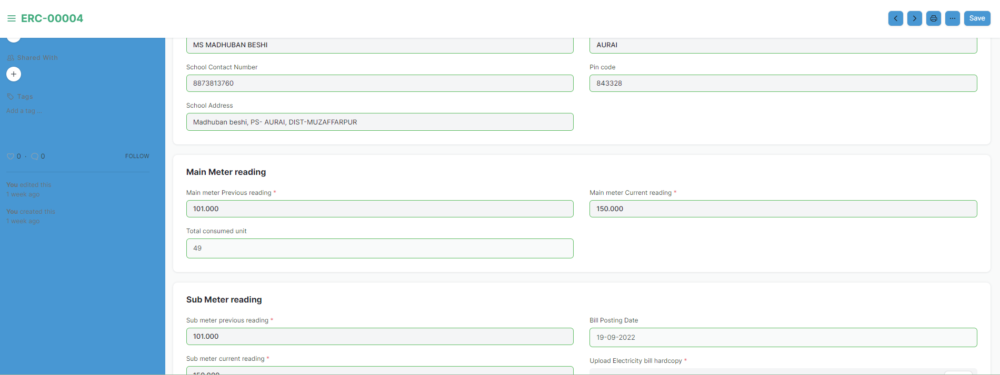 ERC-00004
Save
Shared With
Tags
Add a tag ...
0 · 0
FOLLOW
You edited this
1 week ago
You created this
1 week ago
MS MADHUBAN BESHI
AURAI
School Contact Number
Pin code
8873813760
843328
School Address
Madhuban beshi, PS- AURAI, DIST-MUZAFFARPUR
Main Meter reading
Main meter Previous reading *
Main meter Current reading *
101.000
150.000
Total consumed unit
49
Sub Meter reading
Sub meter previous reading *
Bill Posting Date
101.000
19-09-2022
Sub meter current reading *
Upload Electricity bill hardcopy *
150.000